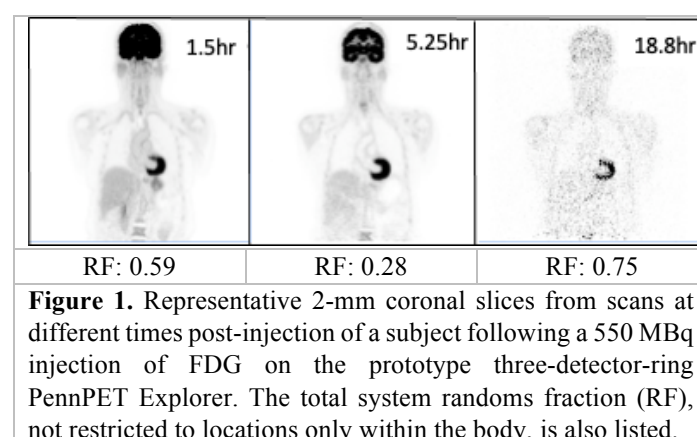 1.5hr
5.25hr
18.8hr
RF: 0.59
RF: 0.28
RF: 0.75
Figure 1. Representative 2-mm coronal slices from scans at
different times post-injection of a subject following a 550 MBq
injection of FDG on the prototype three-detector-ring
PennPET Explorer. The total system randoms fraction (RF),
not restricted to locations only within the body, is also listed.